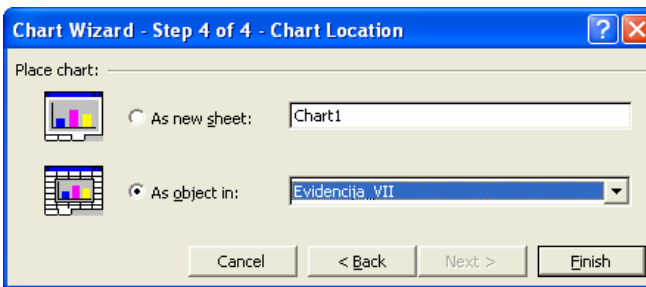 Chart Wizard - Step 4 of 4 - Chart Location
Place chart:
As new sheet: Chart1
As object in: Evidencija_VII
Cancel < Back Next > Finish